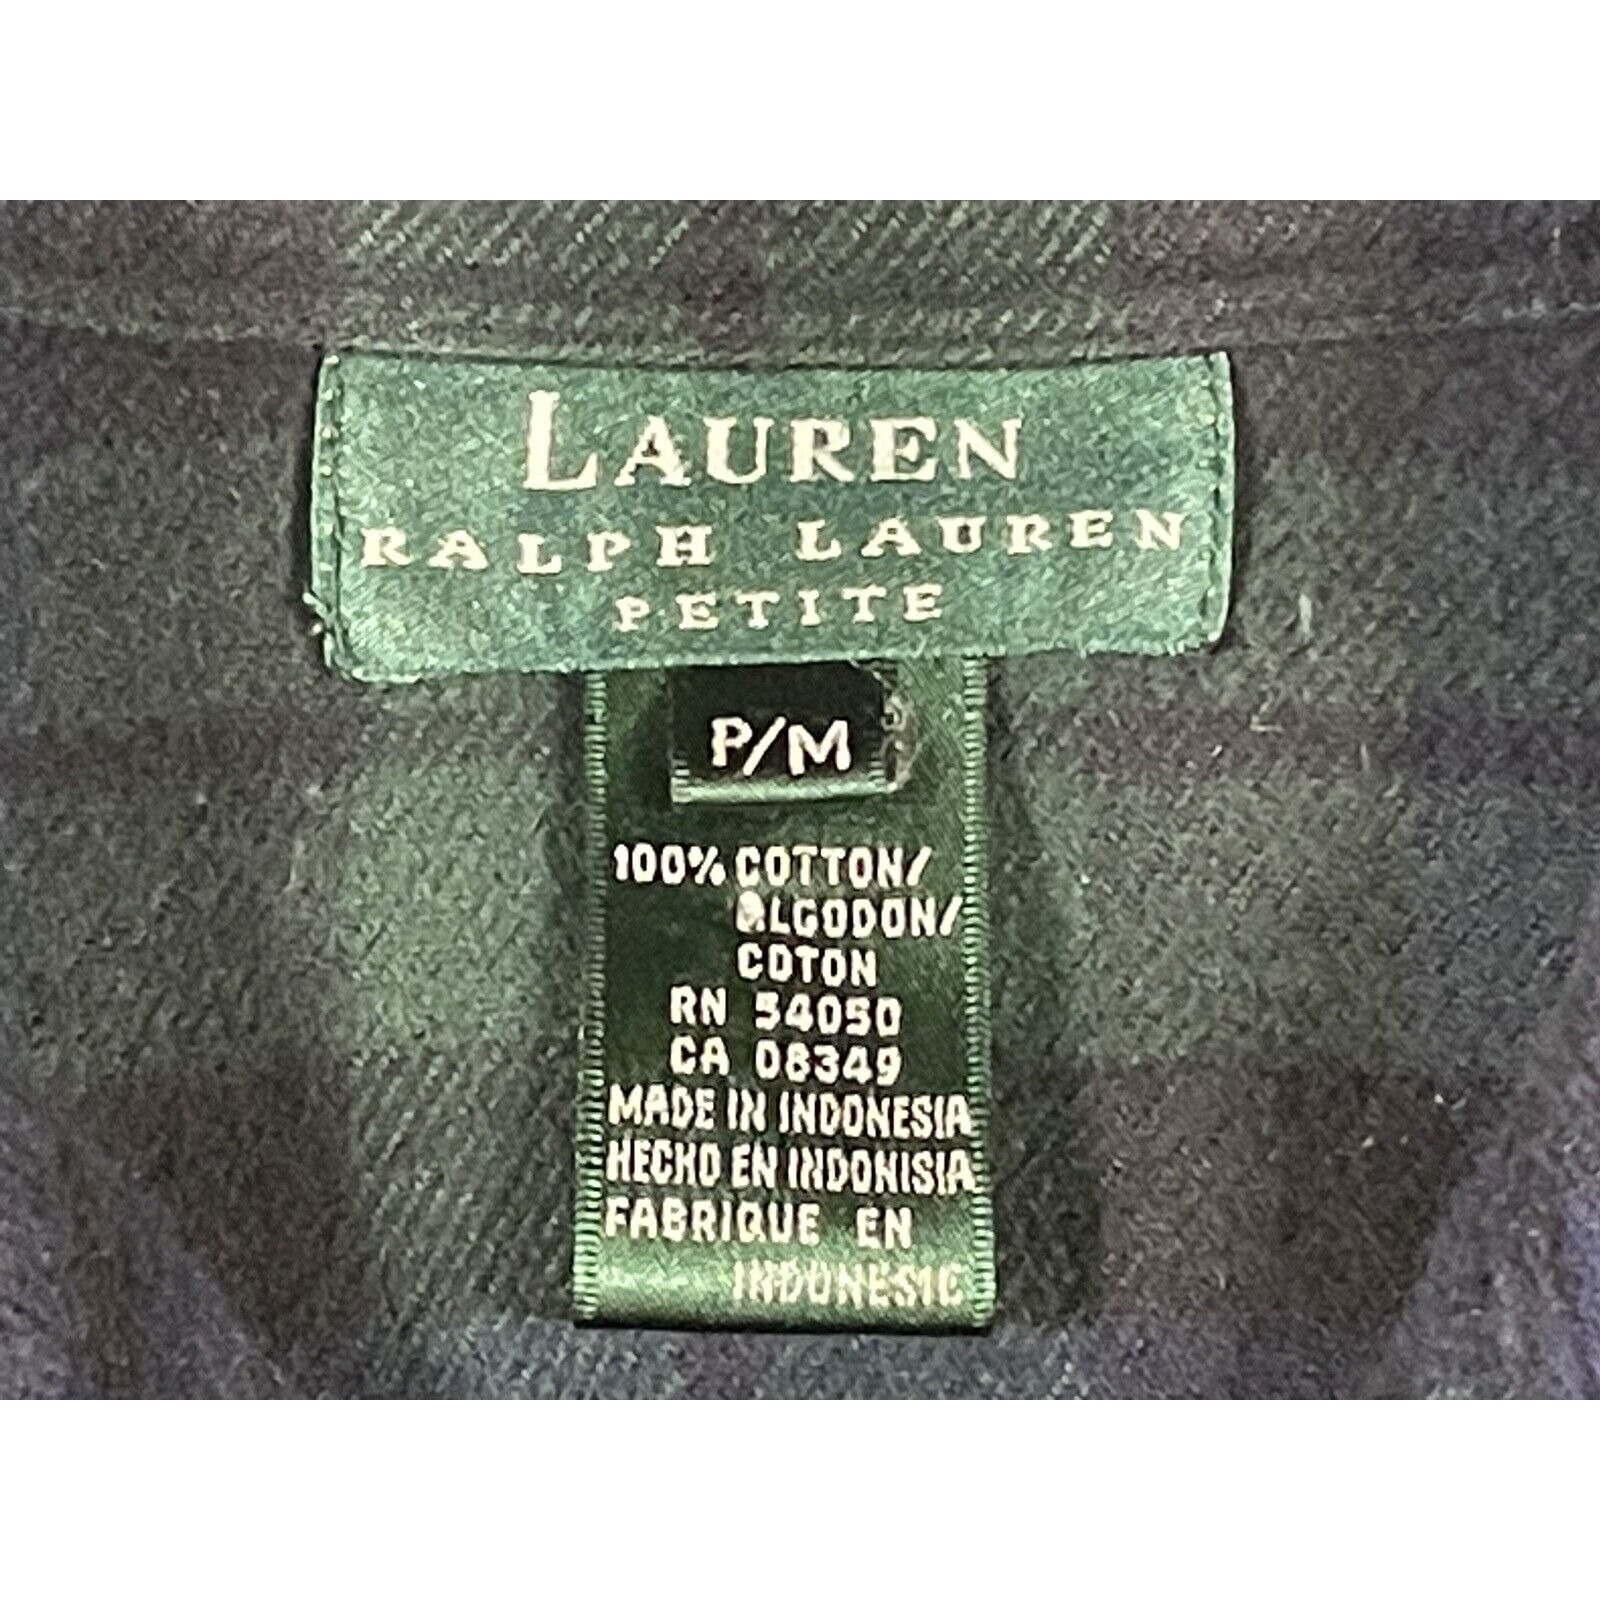 LAUREN
RALPH LAUREN
PETITE
P/M
100% COTTON/
ALGODON/
COTON
RN 54050
CA 08349
MADE IN INDONESIA
HECHO EN INDONISIA
FABRIQUE EN
INDONESIE